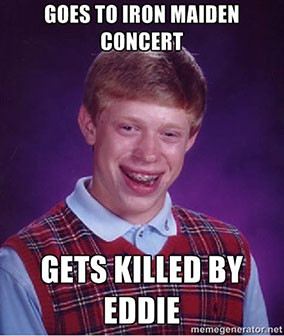 GOES TO IRON MAIDEN
CONCERT
GETS KILLED BY
EDDIE
memegenerator.net